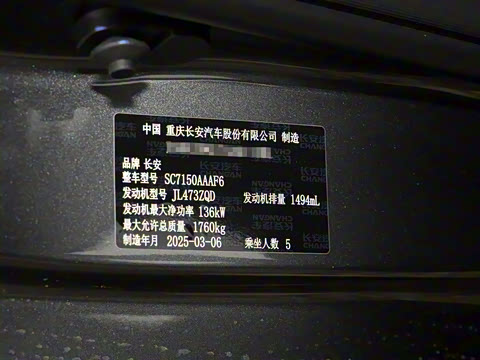 中国 重庆长安汽车股份有限公司 制造
品牌 长安
整车型号 SC7150AAAF6
发动机型号 JL473ZQD 发动机排量 1494mL
发动机最大净功率 136kW
最大允许总质量 1760kg
制造年月 2025-03-06 乘坐人数 5